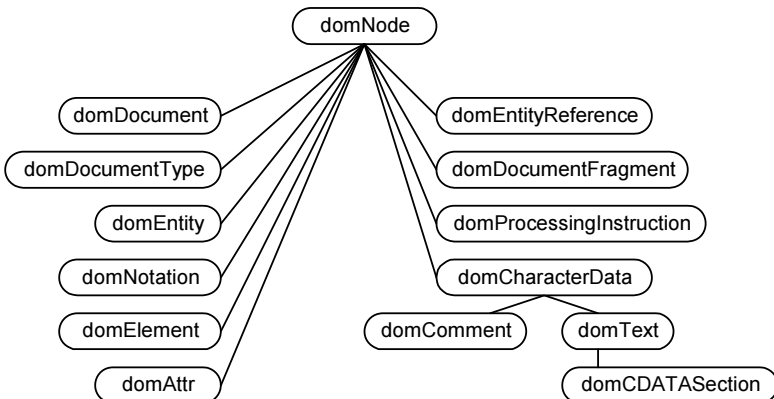 domNode
domDocument
domEntityReference
domDocumentType
domDocumentFragment
domEntity
domProcessingInstruction
domNotation
domCharacterData
domElement
domComment
domText
domAttr
domCDATASection